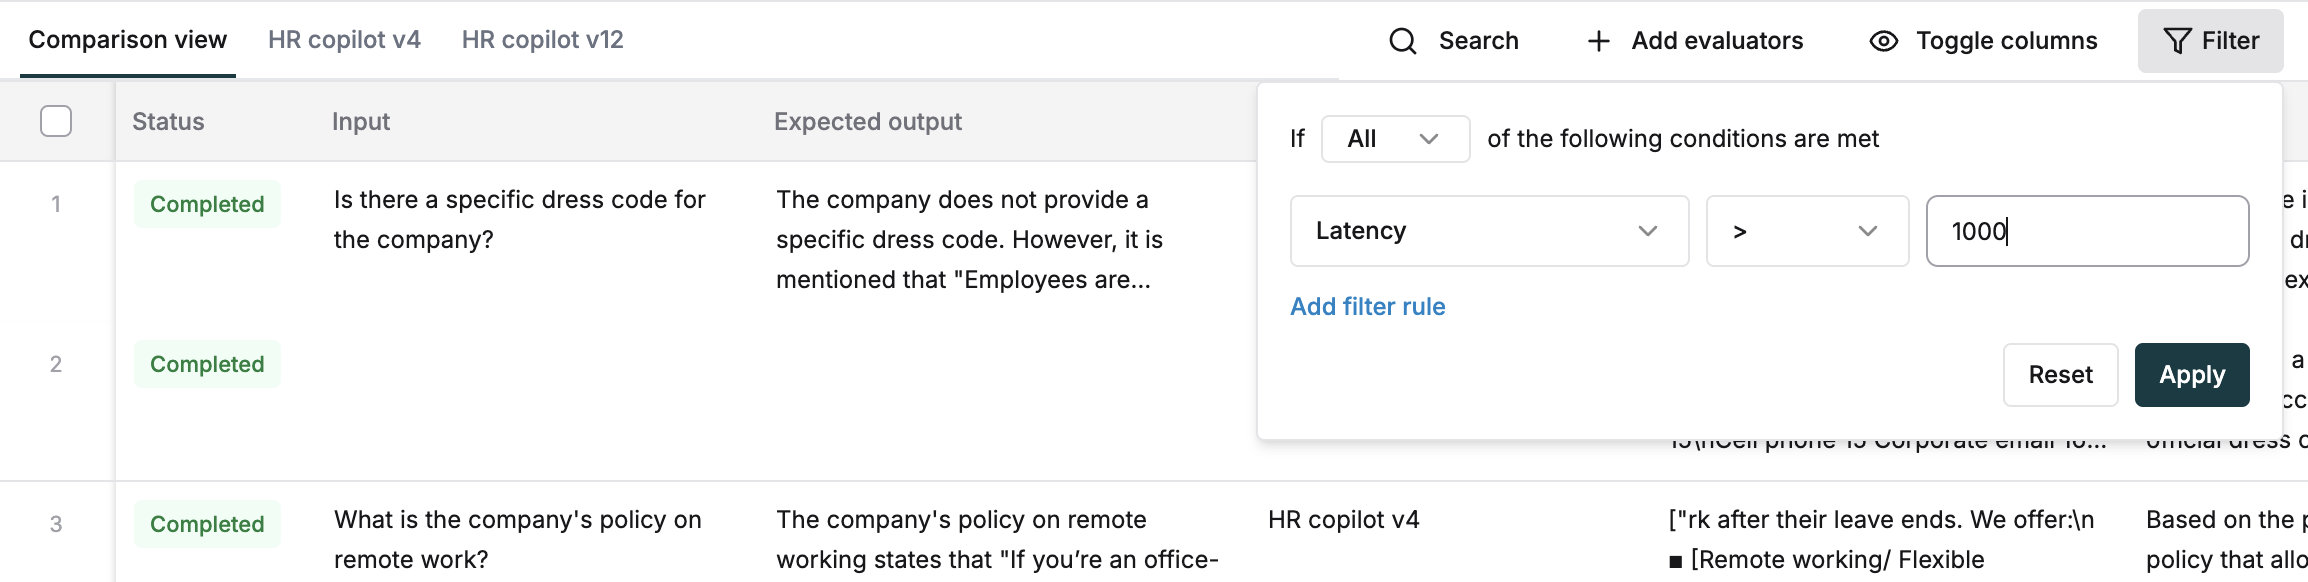 Comparison view HR copilot v4 HR copilot v12 Search Add evaluators Toggle columns Filter
Status Input Expected output
If All of the following conditions are met
Latency > 1000
Add filter rule
Reset Apply
1 Completed Is there a specific dress code for
the company?
The company does not provide a
specific dress code. However, it is
mentioned that "Employees are...
2 Completed
3 Completed What is the company's policy on
remote work?
The company's policy on remote
working states that "If you’re an office-
HR copilot v4
["rk after their leave ends. We offer:\n
■ [Remote working/ Flexible
Based on the
policy that